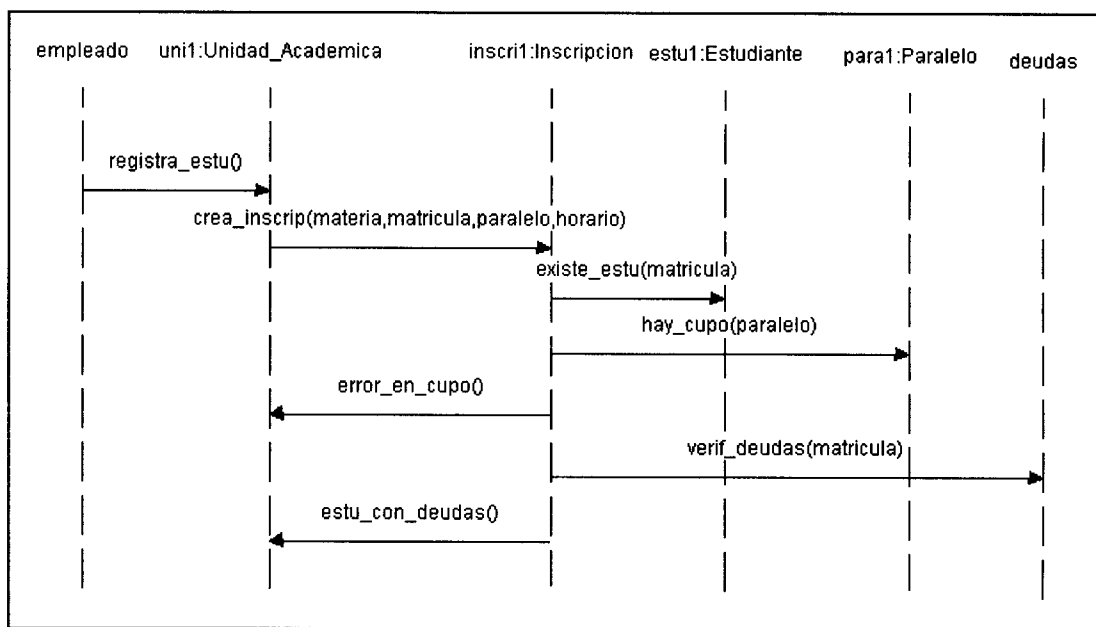 empleado
uni1:Unidad_Academica
inscri1:Inscripcion
estu1:Estudiante
para1:Paralelo
deudas
registra_estu()
crea_inscrip(materia,matricula,paralelo,horario)
existe_estu(matricula)
hay_cupo(paralelo)
error_en_cupo()
verif_deudas(matricula)
estu_con_deudas()